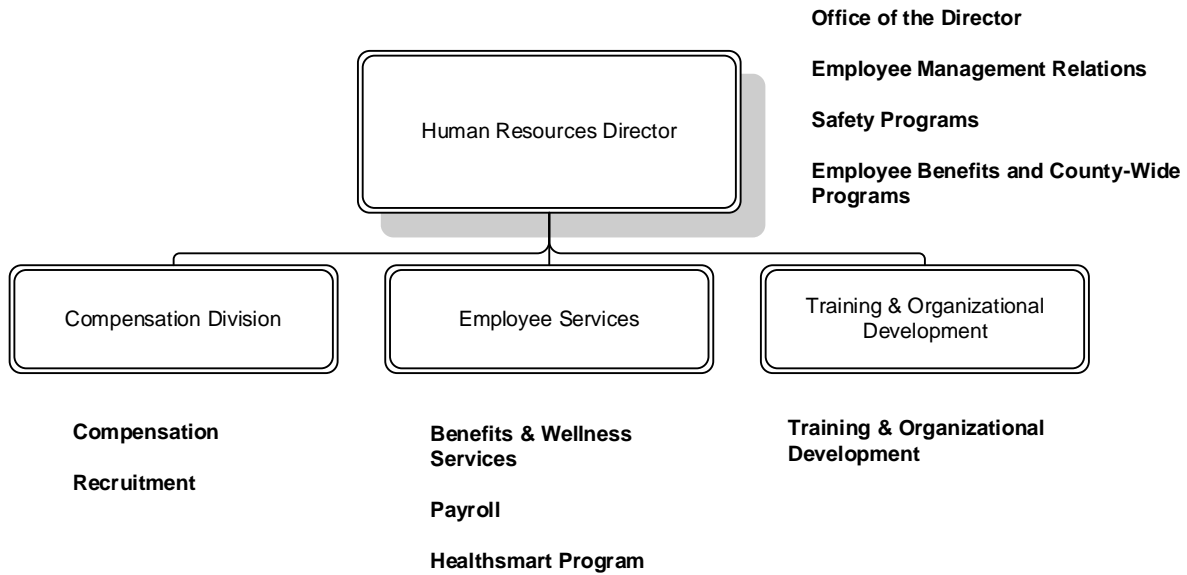 Office of the Director
Employee Management Relations
Safety Programs
Employee Benefits and County-Wide
Programs
Human Resources Director
Compensation Division
Employee Services
Training & Organizational
Development
Compensation
Recruitment
Benefits & Wellness
Services
Payroll
Healthsmart Program
Training & Organizational
Development